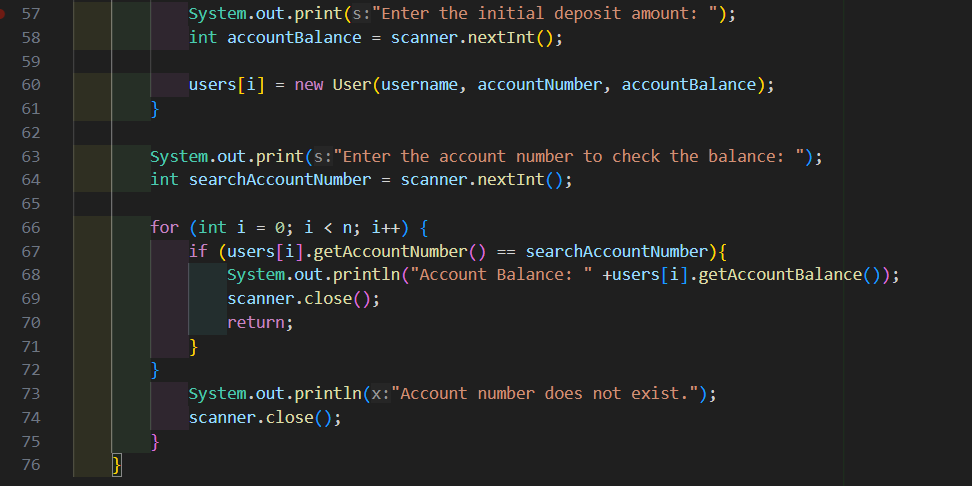 57 System.out.print(s:"Enter the initial deposit amount: ");
58 int accountBalance = scanner.nextInt();
59
60 users[i] = new User(username, accountNumber, accountBalance);
61 }
62
63 System.out.print(s:"Enter the account number to check the balance: ");
64 int searchAccountNumber = scanner.nextInt();
65
66 for (int i = 0; i < n; i++) {
67 if (users[i].getAccountNumber() == searchAccountNumber){
68 System.out.println("Account Balance: " +users[i].getAccountBalance());
69 scanner.close();
70 return;
71 }
72 }
73 System.out.println(x:"Account number does not exist.");
74 scanner.close();
75 }
76 }